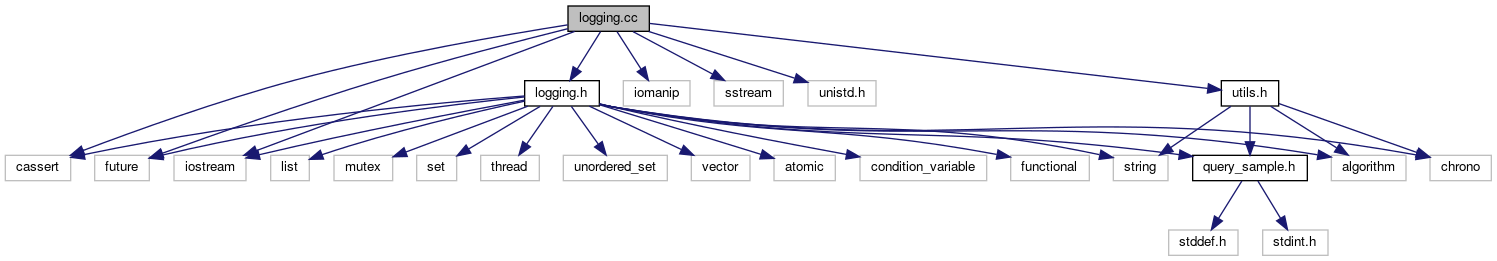 logging.cc
logging.h
iomanip
sstream
unistd.h
utils.h
cassert
future
iostream
list
mutex
set
thread
unordered_set
vector
atomic
condition_variable
functional
string
query_sample.h
algorithm
chrono
stddef.h
stdint.h